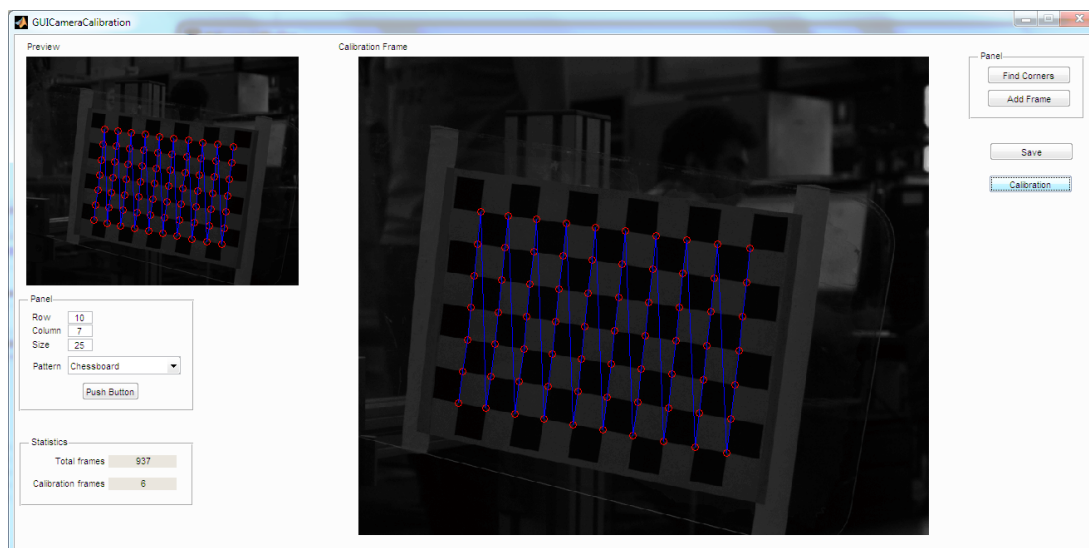 GUICameraCalibration
Preview
Calibration Frame
Panel
Find Corners
Add Frame
Save
Calibration
Panel
Row 10
Column 7
Size 25
Pattern Chessboard
Push Button
Statistics
Total frames 937
Calibration frames 6